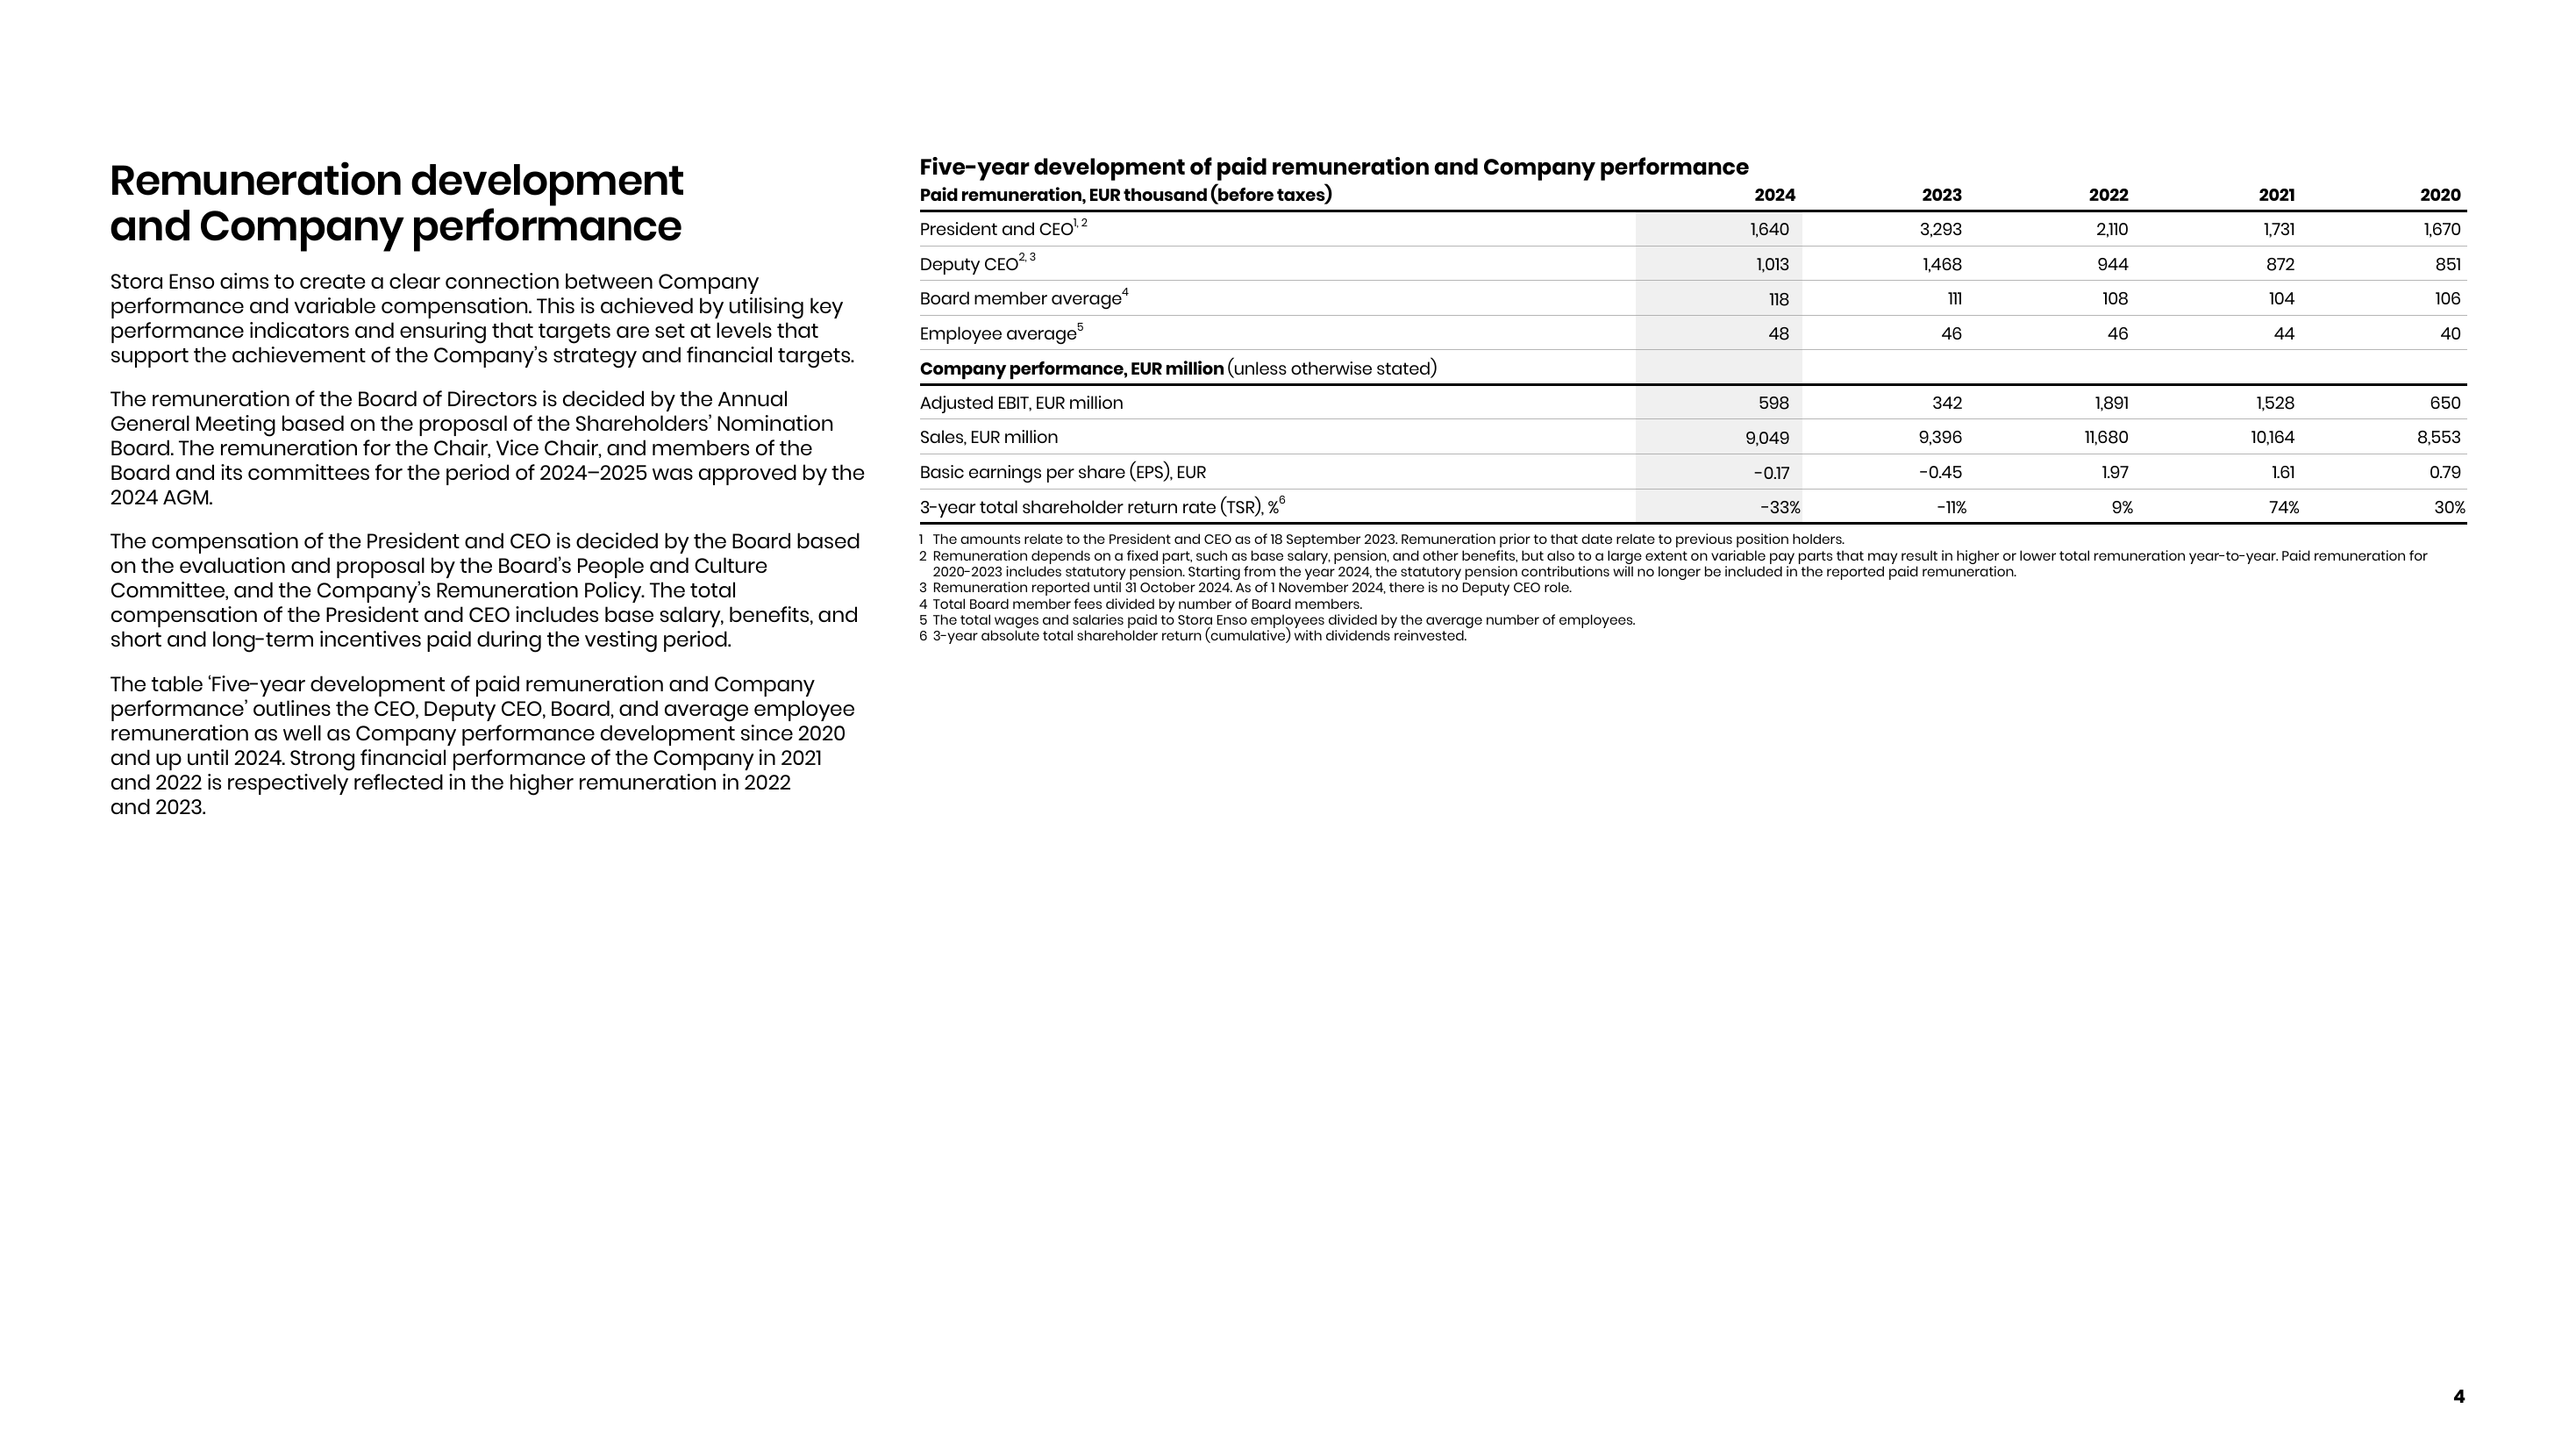 Remuneration development
and Company performance
Stora Enso aims to create a clear connection between Company
performance and variable compensation. This is achieved by utilising key
performance indicators and ensuring that targets are set at levels that
support the achievement of the Company’s strategy and financial targets.
The remuneration of the Board of Directors is decided by the Annual
General Meeting based on the proposal of the Shareholders’ Nomination
Board. The remuneration for the Chair, Vice Chair, and members of the
Board and its committees for the period of 2024–2025 was approved by the
2024 AGM.
The compensation of the President and CEO is decided by the Board based
on the evaluation and proposal by the Board’s People and Culture
Committee, and the Company’s Remuneration Policy. The total
compensation of the President and CEO includes base salary, benefits, and
short and long-term incentives paid during the vesting period.
The table ‘Five-year development of paid remuneration and Company
performance’ outlines the CEO, Deputy CEO, Board, and average employee
remuneration as well as Company performance development since 2020
and up until 2024. Strong financial performance of the Company in 2021
and 2022 is respectively reflected in the higher remuneration in 2022
and 2023.
Five-year development of paid remuneration and Company performance
Paid remuneration, EUR thousand (before taxes) 2024 2023 2022 2021 2020
President and CEO1, 2 1,640 3,293 2,110 1,731 1,670
Deputy CEO2, 3 1,013 1,468 944 872 851
Board member average4 118 111 108 104 106
Employee average5 48 46 46 44 40
Company performance, EUR million (unless otherwise stated)
Adjusted EBIT, EUR million 598 342 1,891 1,528 650
Sales, EUR million 9,049 9,396 11,680 10,164 8,553
Basic earnings per share (EPS), EUR -0.17 -0.45 1.97 1.61 0.79
3-year total shareholder return rate (TSR), %6 -33% -11% 9% 74% 30%
1 The amounts relate to the President and CEO as of 18 September 2023. Remuneration prior to that date relate to previous position holders.
2 Remuneration depends on a fixed part, such as base salary, pension, and other benefits, but also to a large extent on variable pay parts that may result in higher or lower total remuneration year-to-year. Paid remuneration for
2020-2023 includes statutory pension. Starting from the year 2024, the statutory pension contributions will no longer be included in the reported paid remuneration.
3 Remuneration reported until 31 October 2024. As of 1 November 2024, there is no Deputy CEO role.
4 Total Board member fees divided by number of Board members.
5 The total wages and salaries paid to Stora Enso employees divided by the average number of employees.
6 3-year absolute total shareholder return (cumulative) with dividends reinvested.
4